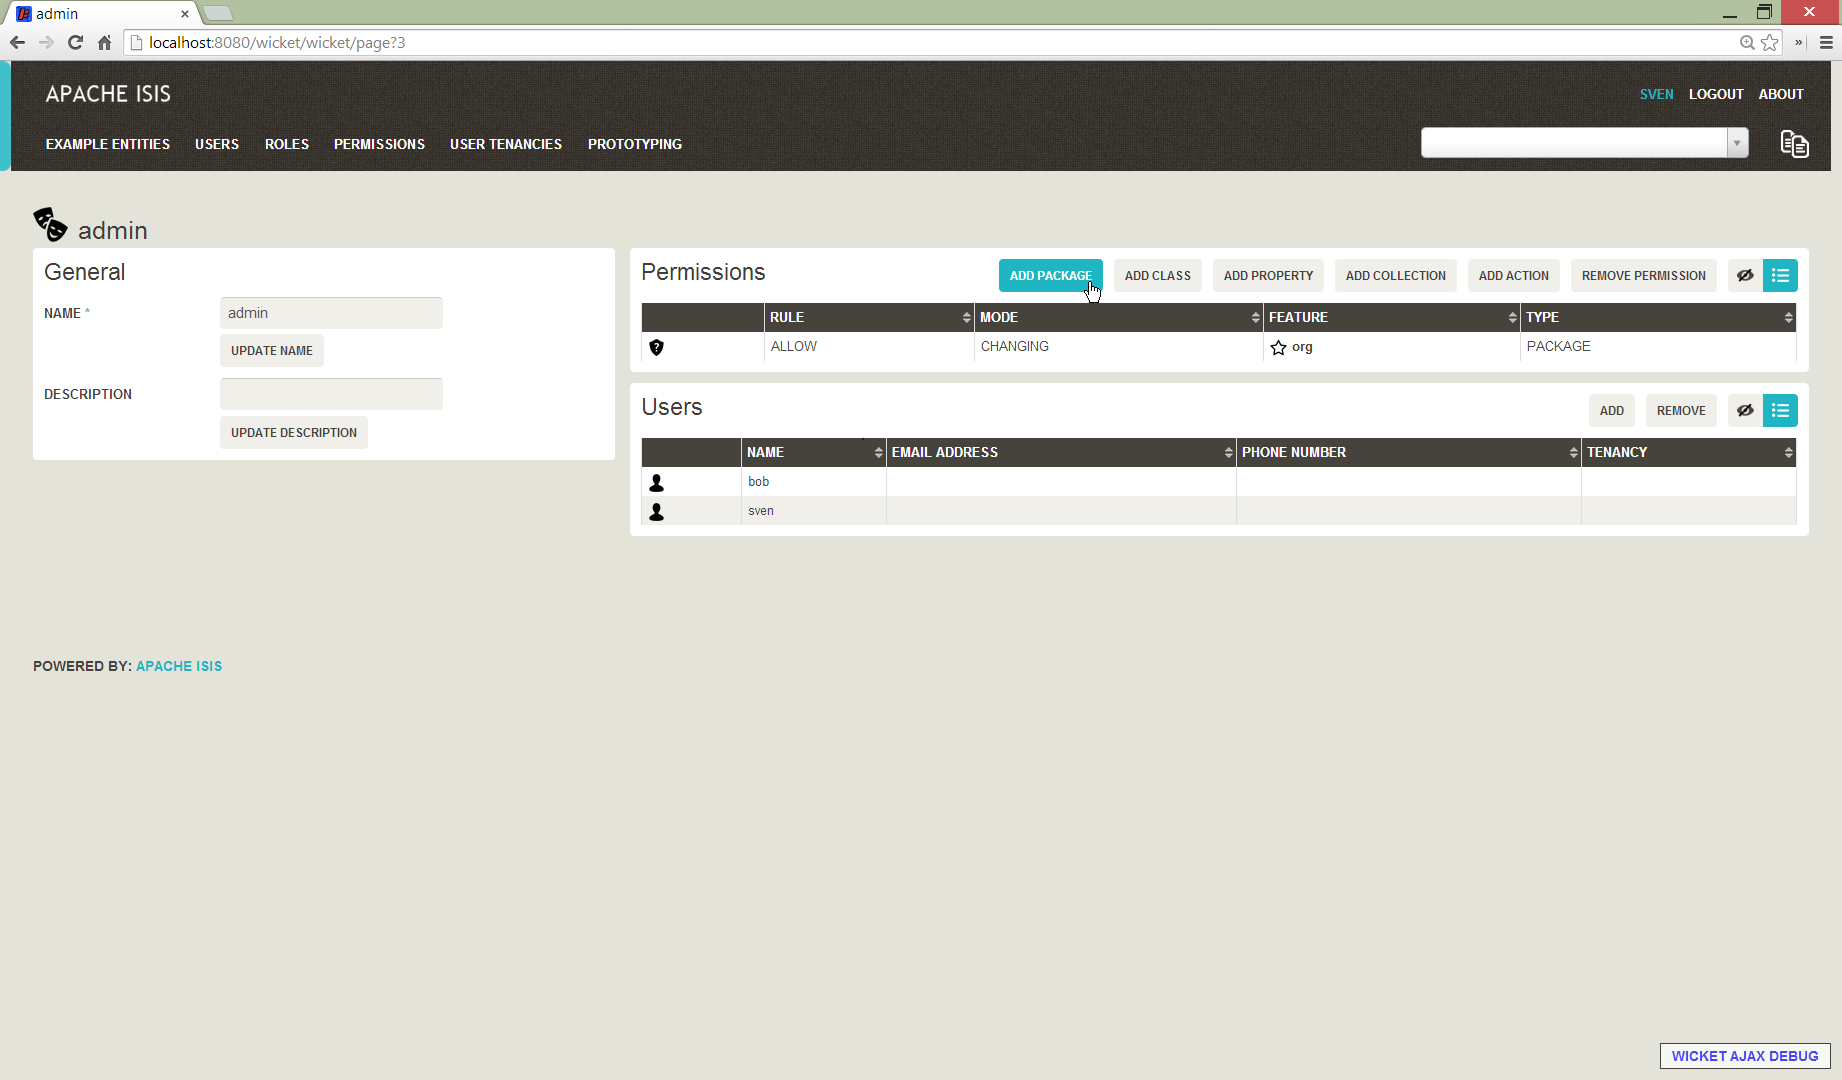 admin
localhost:8080/wicket/wicket/page?3
»
APACHE ISIS
SVEN LOGOUT ABOUT
EXAMPLE ENTITIES USERS ROLES PERMISSIONS USER TENANCIES PROTOTYPING
admin
General
NAME *
admin
UPDATE NAME
DESCRIPTION
UPDATE DESCRIPTION
Permissions
ADD PACKAGE ADD CLASS ADD PROPERTY ADD COLLECTION ADD ACTION REMOVE PERMISSION
RULE MODE FEATURE TYPE
ALLOW CHANGING org PACKAGE
Users
ADD REMOVE
NAME EMAIL ADDRESS PHONE NUMBER TENANCY
bob
sven
POWERED BY: APACHE ISIS
WICKET AJAX DEBUG